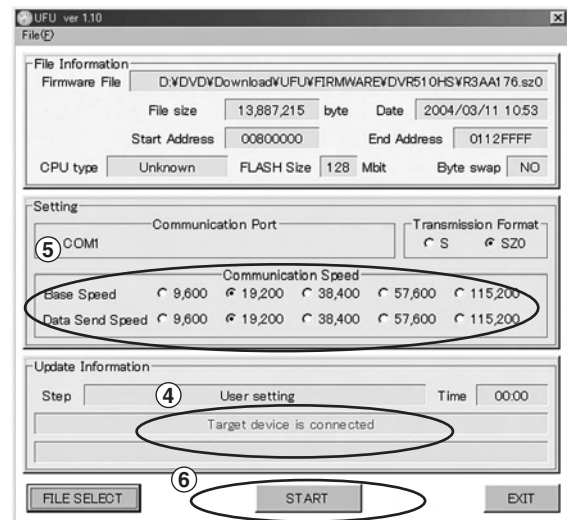 UFU ver 1.10
File(F)
File Information
Firmware File D:¥DVD¥Download¥UFU¥FIRMWARE¥DVR510HS¥R3AA176.sz0
File size 13,887,215 byte Date 2004/03/11 10:53
Start Address 00800000 End Address 0112FFFF
CPU type Unknown FLASH Size 128 Mbit Byte swap NO
Setting
Communication Port Transmission Format
⑤ COM1 S SZ0
Communication Speed
Base Speed 9,600 19,200 38,400 57,600 115,200
Data Send Speed 9,600 19,200 38,400 57,600 115,200
Update Information
Step ④ User setting Time 00:00
Target device is connected
⑥
FILE SELECT START EXIT